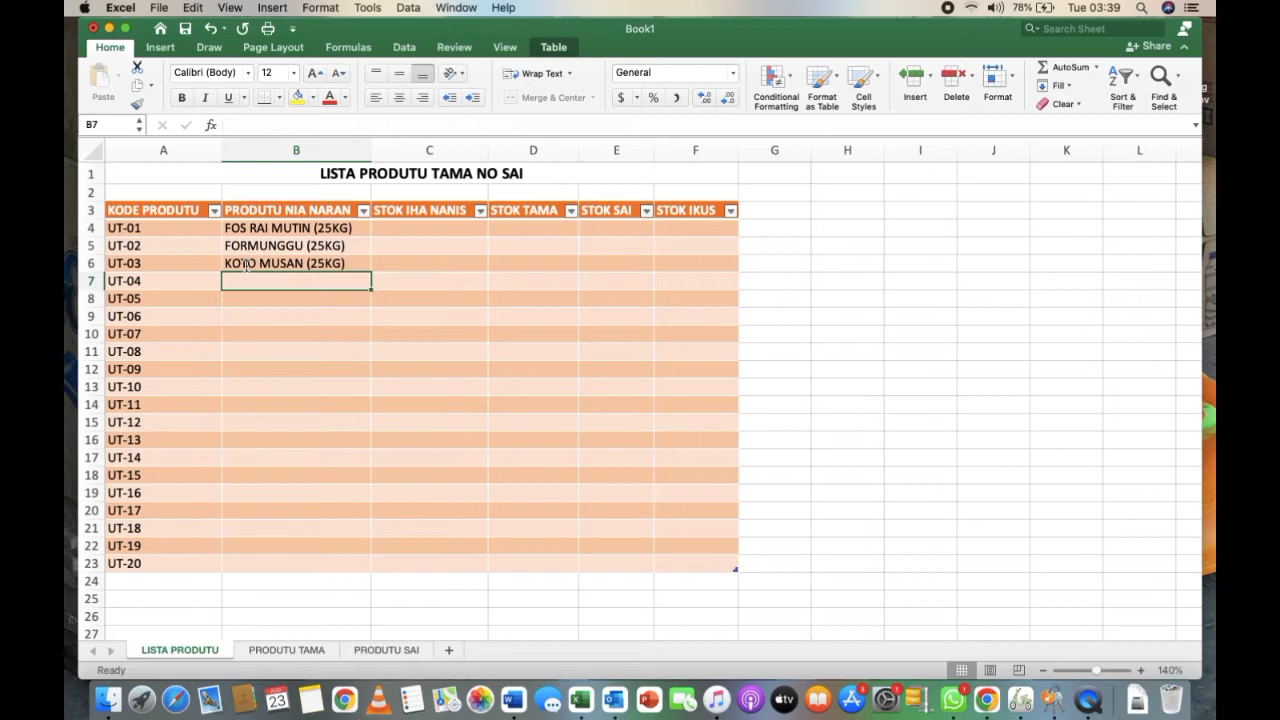 Excel File Edit View Insert Format Tools Data Window Help 78% Tue 03:39
Book1 Search Sheet
Home Insert Draw Page Layout Formulas Data Review View Table Share
Paste Calibri (Body) 12 A A Wrap Text General Conditional Formatting Format as Table Cell Styles Insert Delete Format AutoSum Fill Clear Sort & Filter Find & Select
B I U A Merge & Center $ %
B7 fx
A B C D E F G H I J K L
1 LISTA PRODUTU TAMA NO SAI
2
3 KODE PRODUTU PRODUTU NIA NARAN STOK IHA NANIS STOK TAMA STOK SAI STOK IKUS
4 UT-01 FOS RAI MUTIN (25KG)
5 UT-02 FORMUNGGU (25KG)
6 UT-03 KOTO MUSAN (25KG)
7 UT-04
8 UT-05
9 UT-06
10 UT-07
11 UT-08
12 UT-09
13 UT-10
14 UT-11
15 UT-12
16 UT-13
17 UT-14
18 UT-15
19 UT-16
20 UT-17
21 UT-18
22 UT-19
23 UT-20
24
25
26
27
LISTA PRODUTU PRODUTU TAMA PRODUTU SAI +
Ready 140%
AUG 23